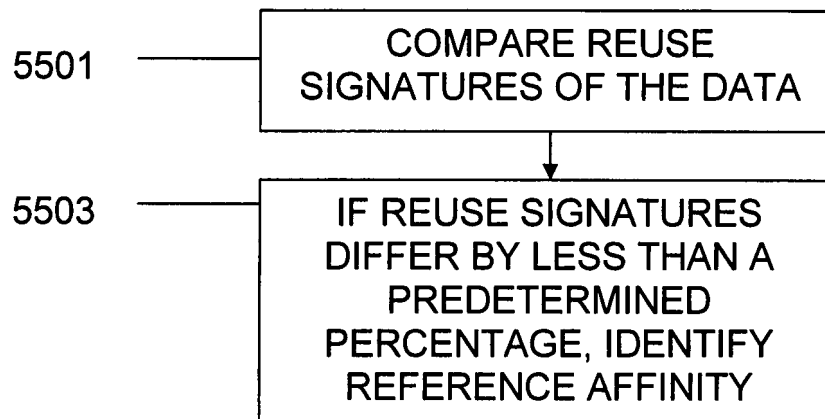 5501
COMPARE REUSE
SIGNATURES OF THE DATA
5503
IF REUSE SIGNATURES
DIFFER BY LESS THAN A
PREDETERMINED
PERCENTAGE, IDENTIFY
REFERENCE AFFINITY